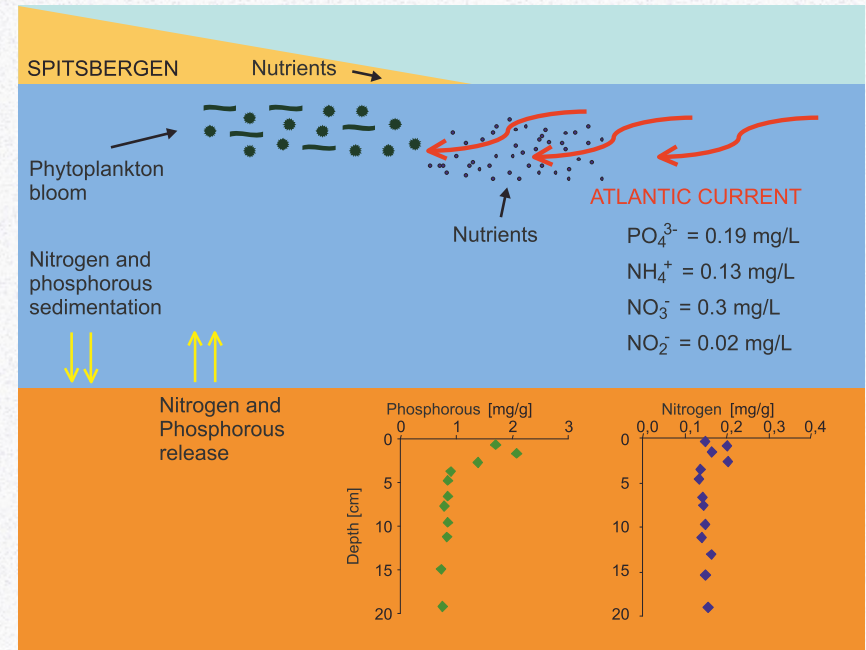 SPITSBERGEN
Nutrients
Phytoplankton
bloom
Nutrients
ATLANTIC CURRENT
PO₄³⁻ = 0.19 mg/L
NH₄⁺ = 0.13 mg/L
NO₃⁻ = 0.3 mg/L
NO₂⁻ = 0.02 mg/L
Nitrogen and
phosphorous
sedimentation
Nitrogen and
Phosphorous
release
Phosphorous [mg/g]
0 1 2 3
Depth [cm]
0
5
10
15
20
Nitrogen [mg/g]
0,0 0,1 0,2 0,3 0,4
0
5
10
15
20